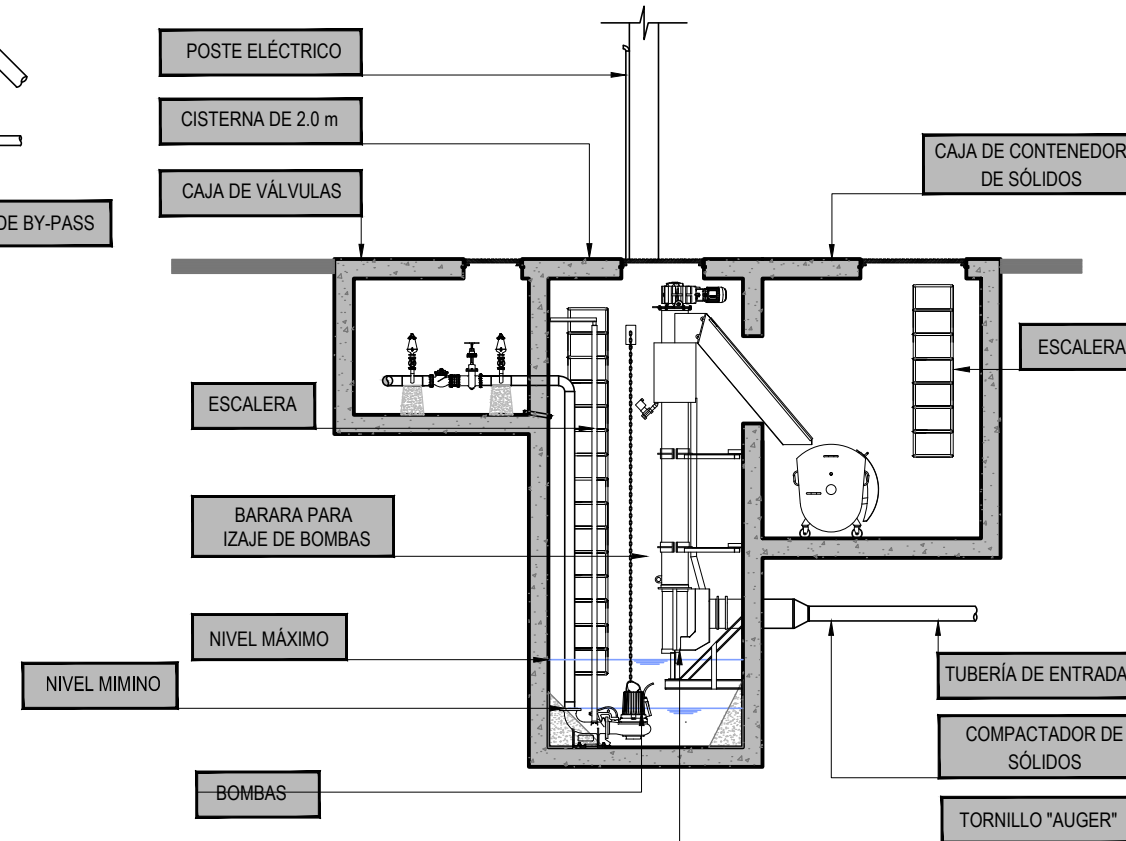 POSTE ELÉCTRICO
CISTERNA DE 2.0 m
CAJA DE VÁLVULAS
DE BY-PASS
CAJA DE CONTENEDOR
DE SÓLIDOS
ESCALERA
ESCALERA
BARARA PARA
IZAJE DE BOMBAS
NIVEL MÁXIMO
NIVEL MIMINO
BOMBAS
TUBERÍA DE ENTRADA
COMPACTADOR DE
SÓLIDOS
TORNILLO "AUGER"